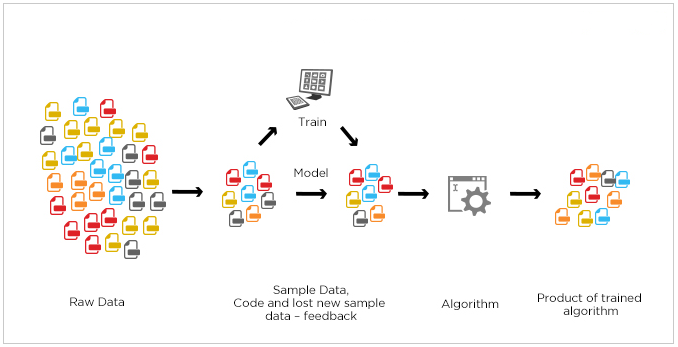 Train
Model
Raw Data
Sample Data,
Code and lost new sample
data – feedback
Algorithm
Product of trained
algorithm